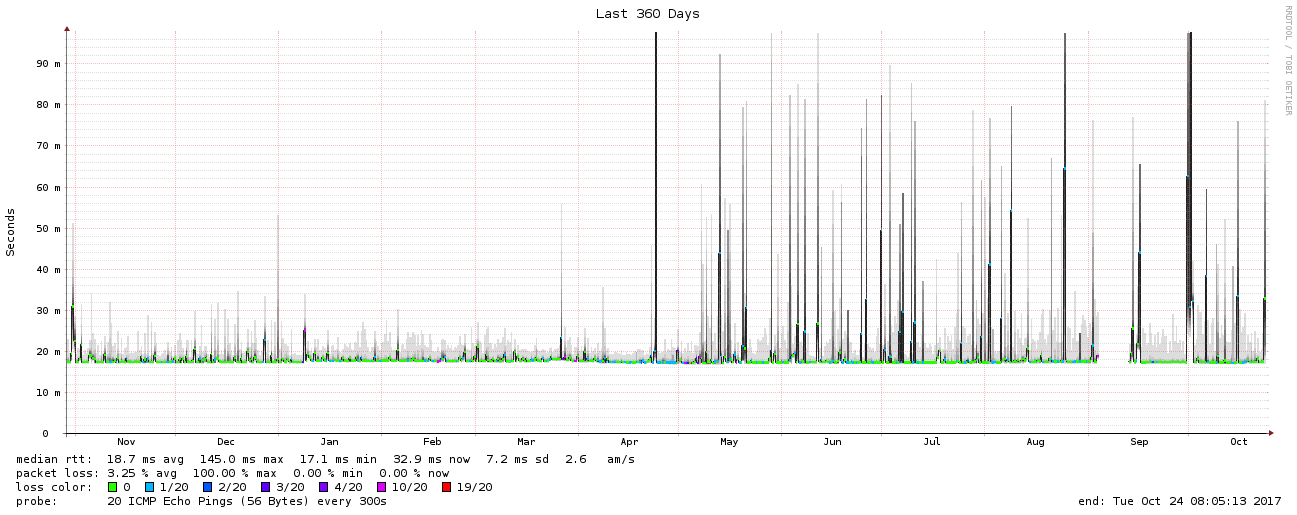 Last 360 Days
RRDTOOL / TOBI OETIKER
Seconds
90 m
80 m
70 m
60 m
50 m
40 m
30 m
20 m
10 m
0
Nov Dec Jan Feb Mar Apr May Jun Jul Aug Sep Oct
median rtt: 18.7 ms avg 145.0 ms max 17.1 ms min 32.9 ms now 7.2 ms sd 2.6 am/s
packet loss: 3.25 % avg 100.00 % max 0.00 % min 0.00 % now
loss color: 0 1/20 2/20 3/20 4/20 10/20 19/20
probe: 20 ICMP Echo Pings (56 Bytes) every 300s end: Tue Oct 24 08:05:13 2017